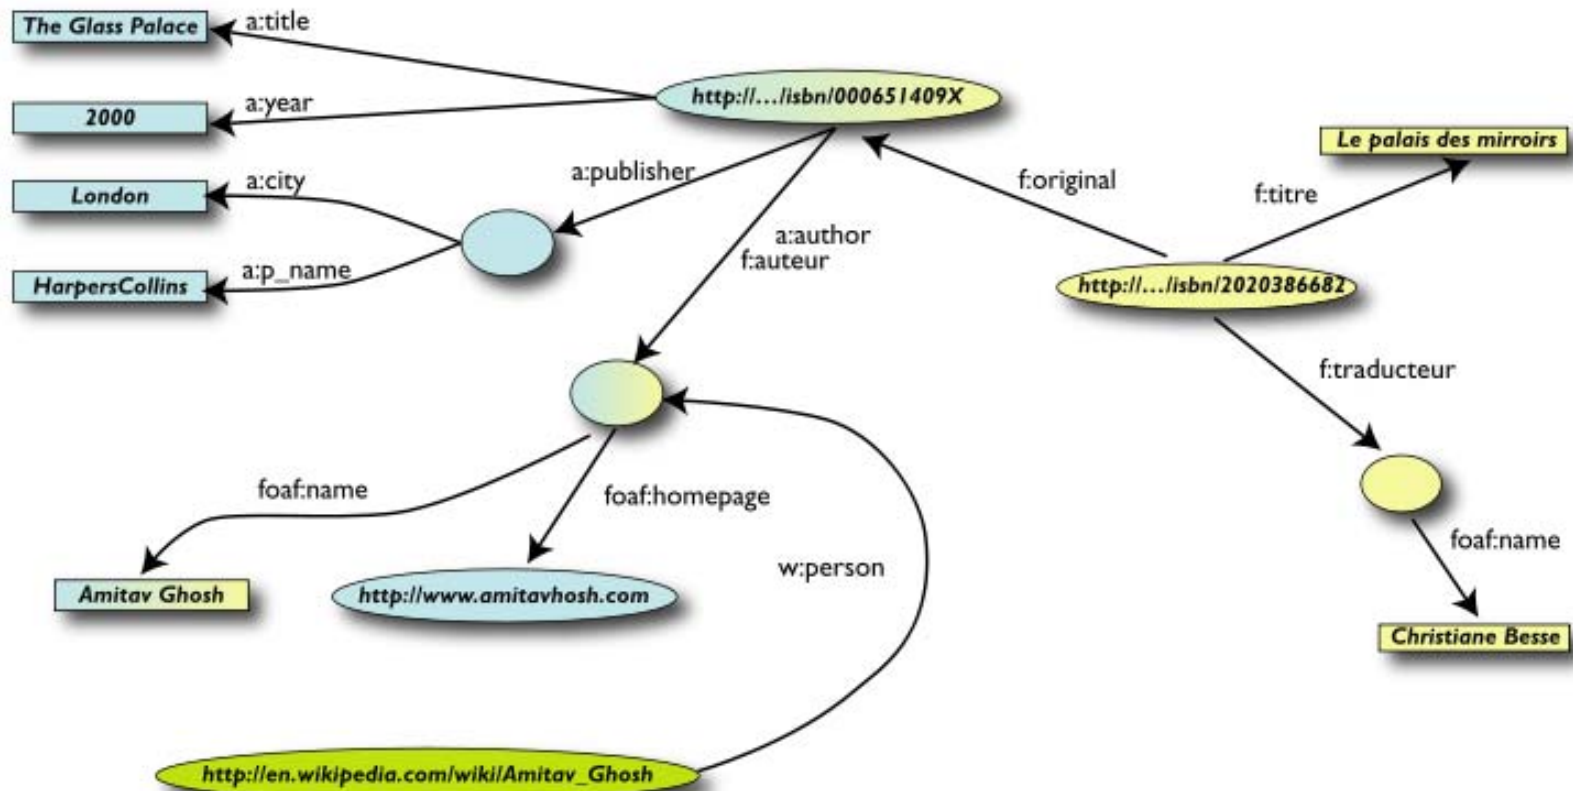 The Glass Palace
a:title
http://…/isbn/000651409X
2000
a:year
Le palais des mirroirs
London
a:city
a:publisher
f:original
f:titre
a:author
f:auteur
HarpersCollins
a:p_name
http://…/isbn/2020386682
f:traducteur
foaf:name
foaf:homepage
w:person
foaf:name
Amitav Ghosh
http://www.amitavhosh.com
Christiane Besse
http://en.wikipedia.com/wiki/Amitav_Ghosh